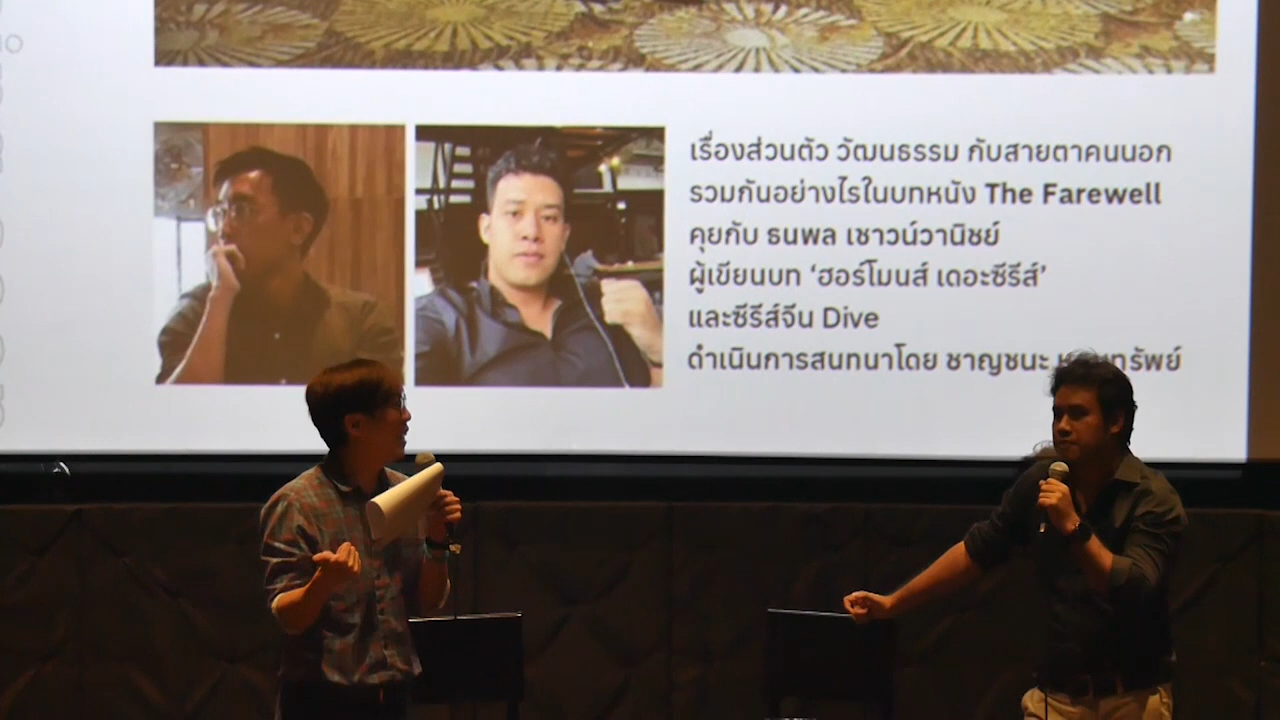 เรื่องส่วนตัว วัฒนธรรม กับสายตาคนนอก
รวมกันอย่างไรในบทหนัง The Farewell
คุยกับ ธนพล เชาวน์วานิชย์
ผู้เขียนบท ‘ฮอร์โมนส์ เดอะซีรีส์’
และซีรีส์จีน Dive
ดำเนินการสนทนาโดย ชาญชนะ